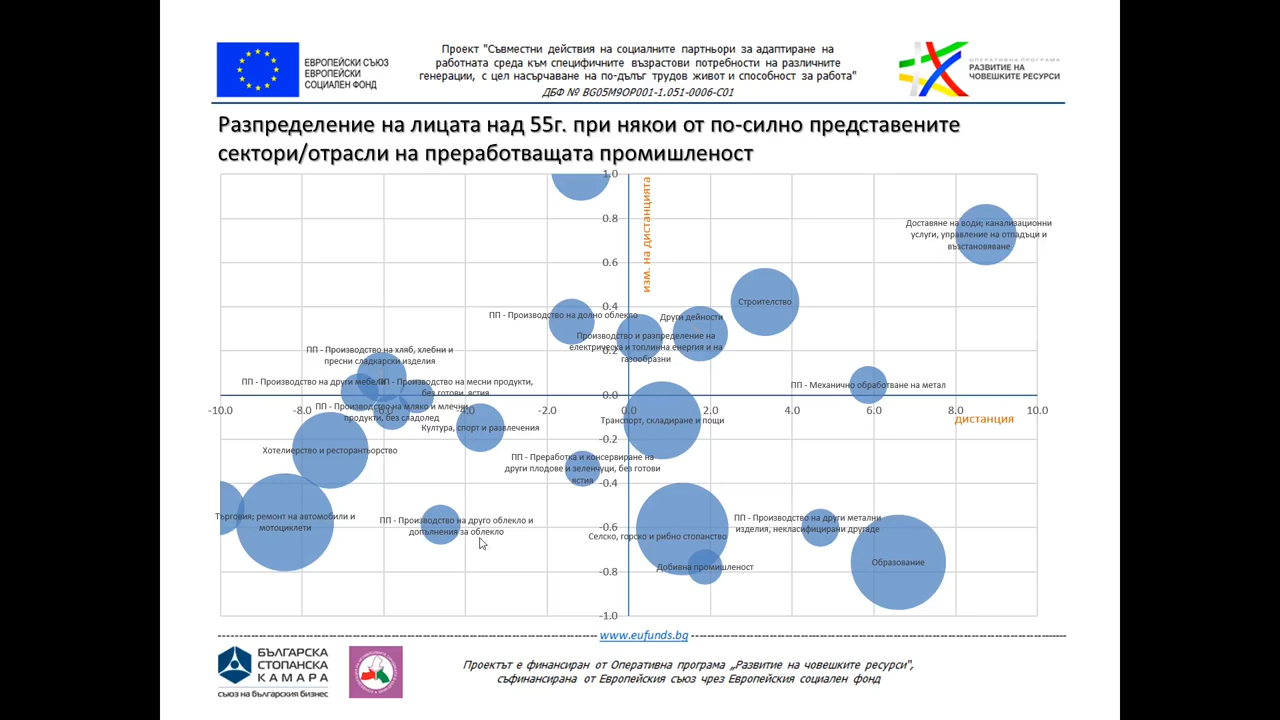 ЕВРОПЕЙСКИ СЪЮЗ
ЕВРОПЕЙСКИ
СОЦИАЛЕН ФОНД
Проект "Съвместни действия на социалните партньори за адаптиране на
работната среда към специфичните възрастови потребности на различните
генерации, с цел насърчаване на по-дълъг трудов живот и способност за работа"
ДБФ № BG05M9OP001-1.051-0006-C01
ОПЕРАТИВНА ПРОГРАМА
РАЗВИТИЕ НА
ЧОВЕШКИТЕ РЕСУРСИ
Разпределение на лицата над 55г. при някои от по-силно представените
сектори/отрасли на преработващата промишленост
1.0
изм. на дистанцията
0.8
Доставяне на води; канализационни
услуги, управление на отпадъци и
възстановяване
0.6
0.4
Строителство
ПП - Производство на долно облекло
Други дейности
Производство и разпределение на
електрическа и топлинна енергия и на
газообразни
0.2
ПП - Производство на хляб, хлебни и
пресни сладкарски изделия
ПП - Производство на други мебели
ПП - Производство на месни продукти,
без готови ястия
ПП - Механично обработване на метал
0.0
-10.0
-8.0
-6.0
-4.0
-2.0
0.0
2.0
4.0
6.0
8.0
10.0
дистанция
ПП - Производство на мляко и млечни
продукти, без сладолед
Култура, спорт и развлечения
Транспорт, складиране и пощи
-0.2
Хотелиерство и ресторантьорство
ПП - Преработка и консервиране на
други плодове и зеленчуци, без готови
ястия
-0.4
Търговия; ремонт на автомобили и
мотоциклети
ПП - Производство на друго облекло и
допълнения за облекло
-0.6
Селско, горско и рибно стопанство
ПП - Производство на други метални
изделия, некласифицирани другаде
Образование
Добивна промишленост
-0.8
-1.0
www.eufunds.bg
БЪЛГАРСКА
СТОПАНСКА
КАМАРА
СЪЮЗ НА БЪЛГАРСКИЯ БИЗНЕС
Проектът е финансиран от Оперативна програма „Развитие на човешките ресурси",
съфинансирана от Европейския съюз чрез Европейския социален фонд